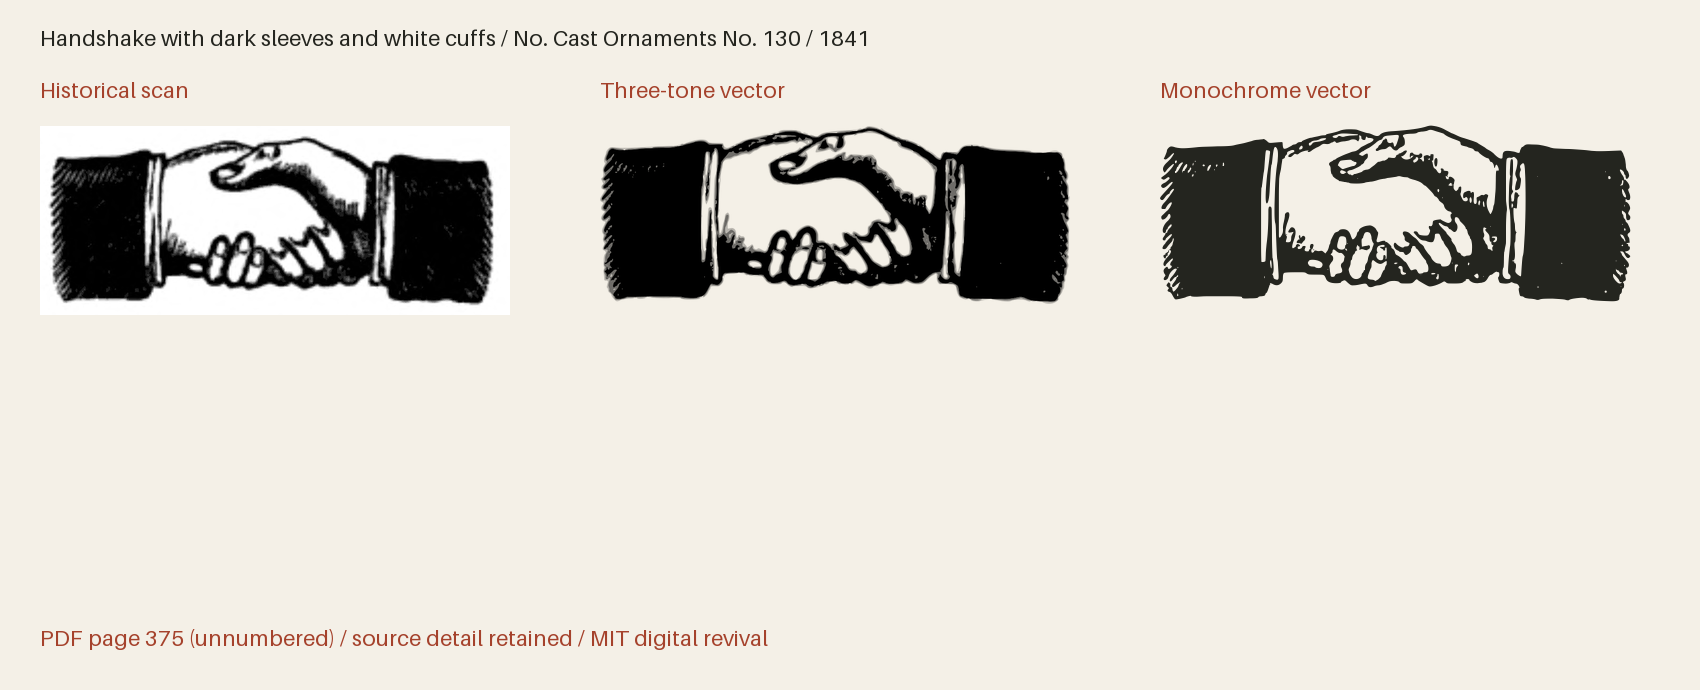 Handshake with dark sleeves and white cuffs / No. Cast Ornaments No. 130 / 1841
Historical scan
Three-tone vector
Monochrome vector
PDF page 375 (unnumbered) / source detail retained / MIT digital revival